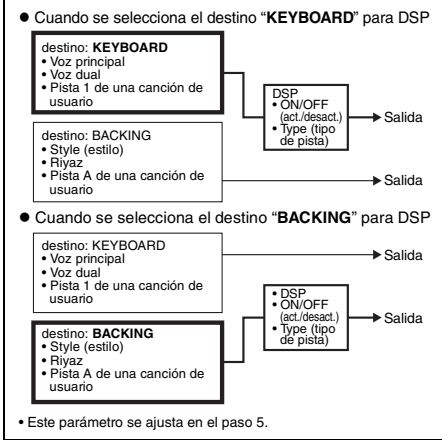 ● Cuando se selecciona el destino “KEYBOARD” para DSP
destino: KEYBOARD
• Voz principal
• Voz dual
• Pista 1 de una canción de
usuario
DSP
• ON/OFF
(act./desact.)
• Type (tipo
de pista)
Salida
destino: BACKING
• Style (estilo)
• Riyaz
• Pista A de una canción de
usuario
Salida
● Cuando se selecciona el destino “BACKING” para DSP
destino: KEYBOARD
• Voz principal
• Voz dual
• Pista 1 de una canción de
usuario
Salida
• DSP
• ON/OFF
(act./desact.)
• Type (tipo
de pista)
Salida
destino: BACKING
• Style (estilo)
• Riyaz
• Pista A de una canción de
usuario
• Este parámetro se ajusta en el paso 5.